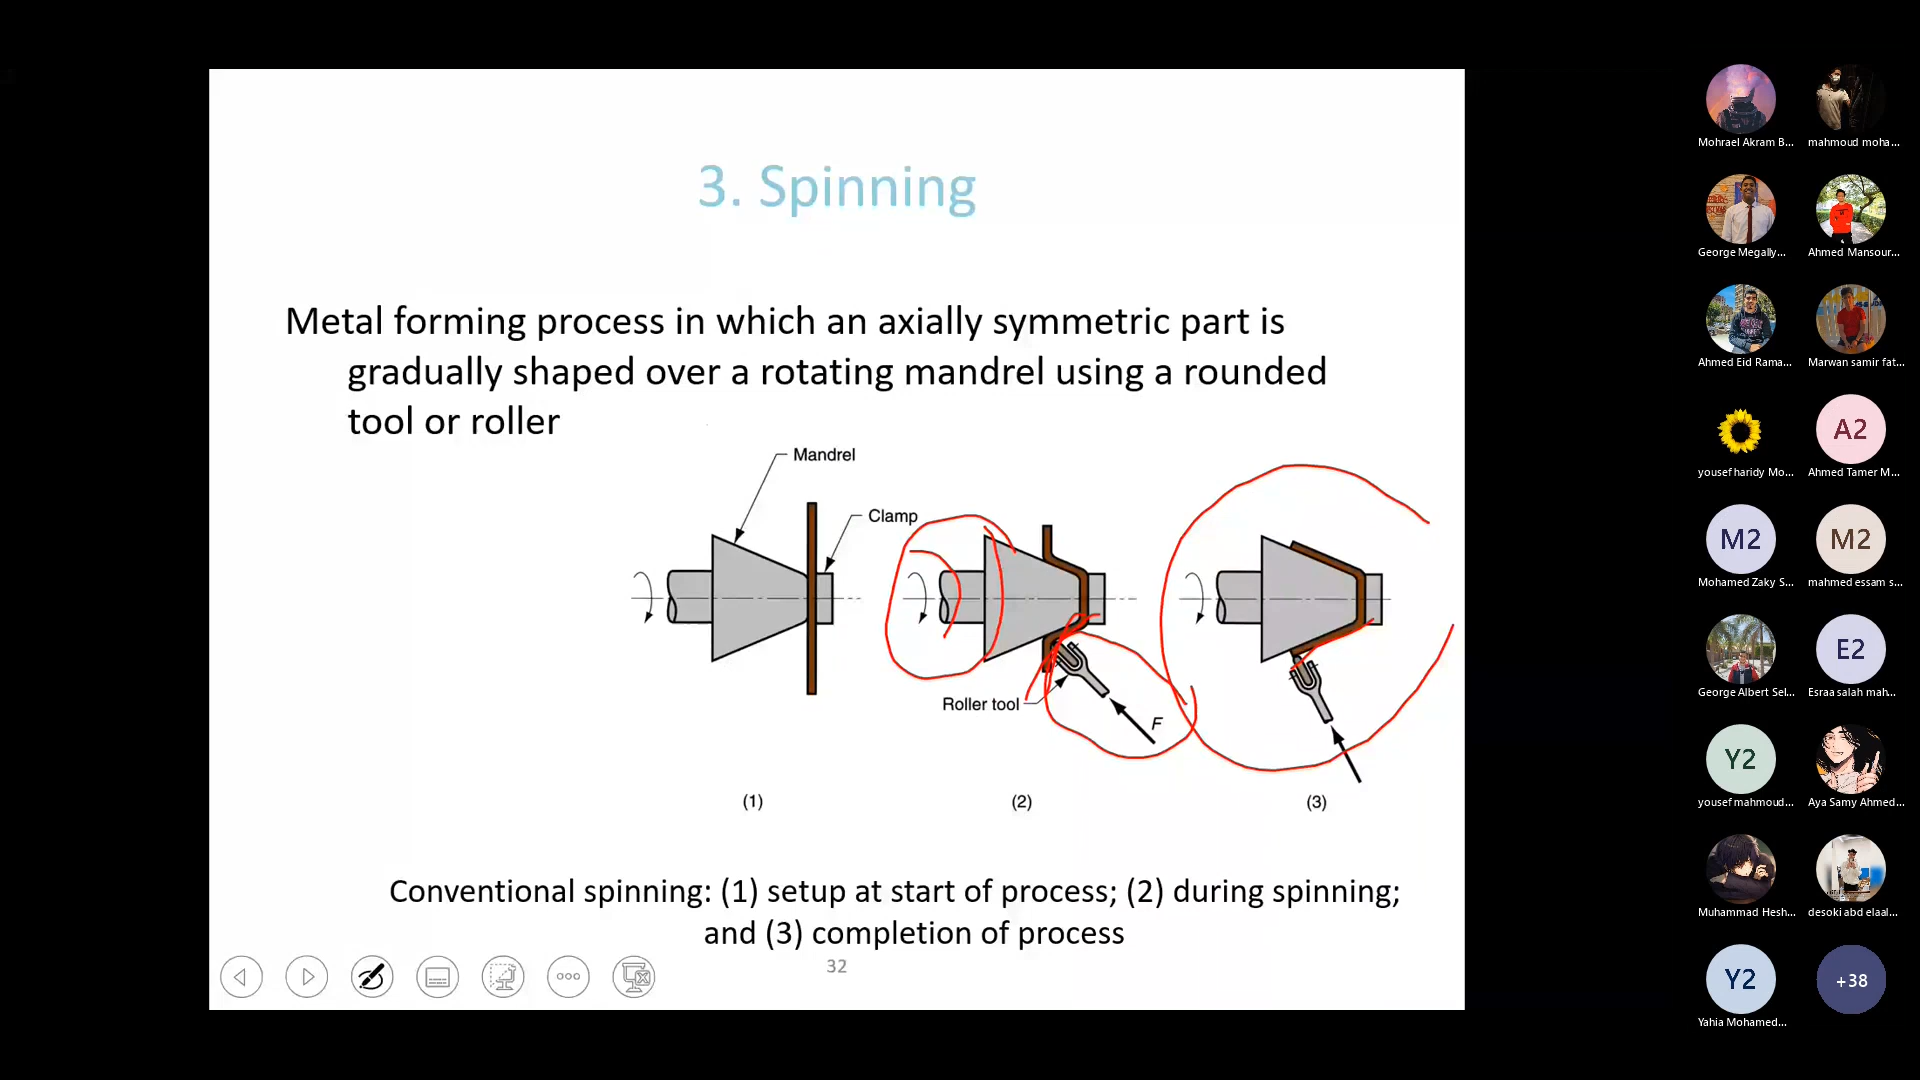 3. Spinning
Metal forming process in which an axially symmetric part is
gradually shaped over a rotating mandrel using a rounded
tool or roller
Mandrel
Clamp
Roller tool
F
(1)
(2)
(3)
Conventional spinning: (1) setup at start of process; (2) during spinning;
and (3) completion of process
32
Mohrael Akram B...
mahmoud moha...
George Megally...
Ahmed Mansour...
Ahmed Eid Rama...
Marwan samir fat...
yousef haridy Mo...
A2
Ahmed Tamer M...
M2
Mohamed Zaky S...
M2
mahmed essam s...
George Albert Sel...
E2
Esraa salah mah...
Y2
yousef mahmoud...
Aya Samy Ahmed...
Muhammad Hesh...
desoki abd elaal...
Y2
Yahia Mohamed...
+38